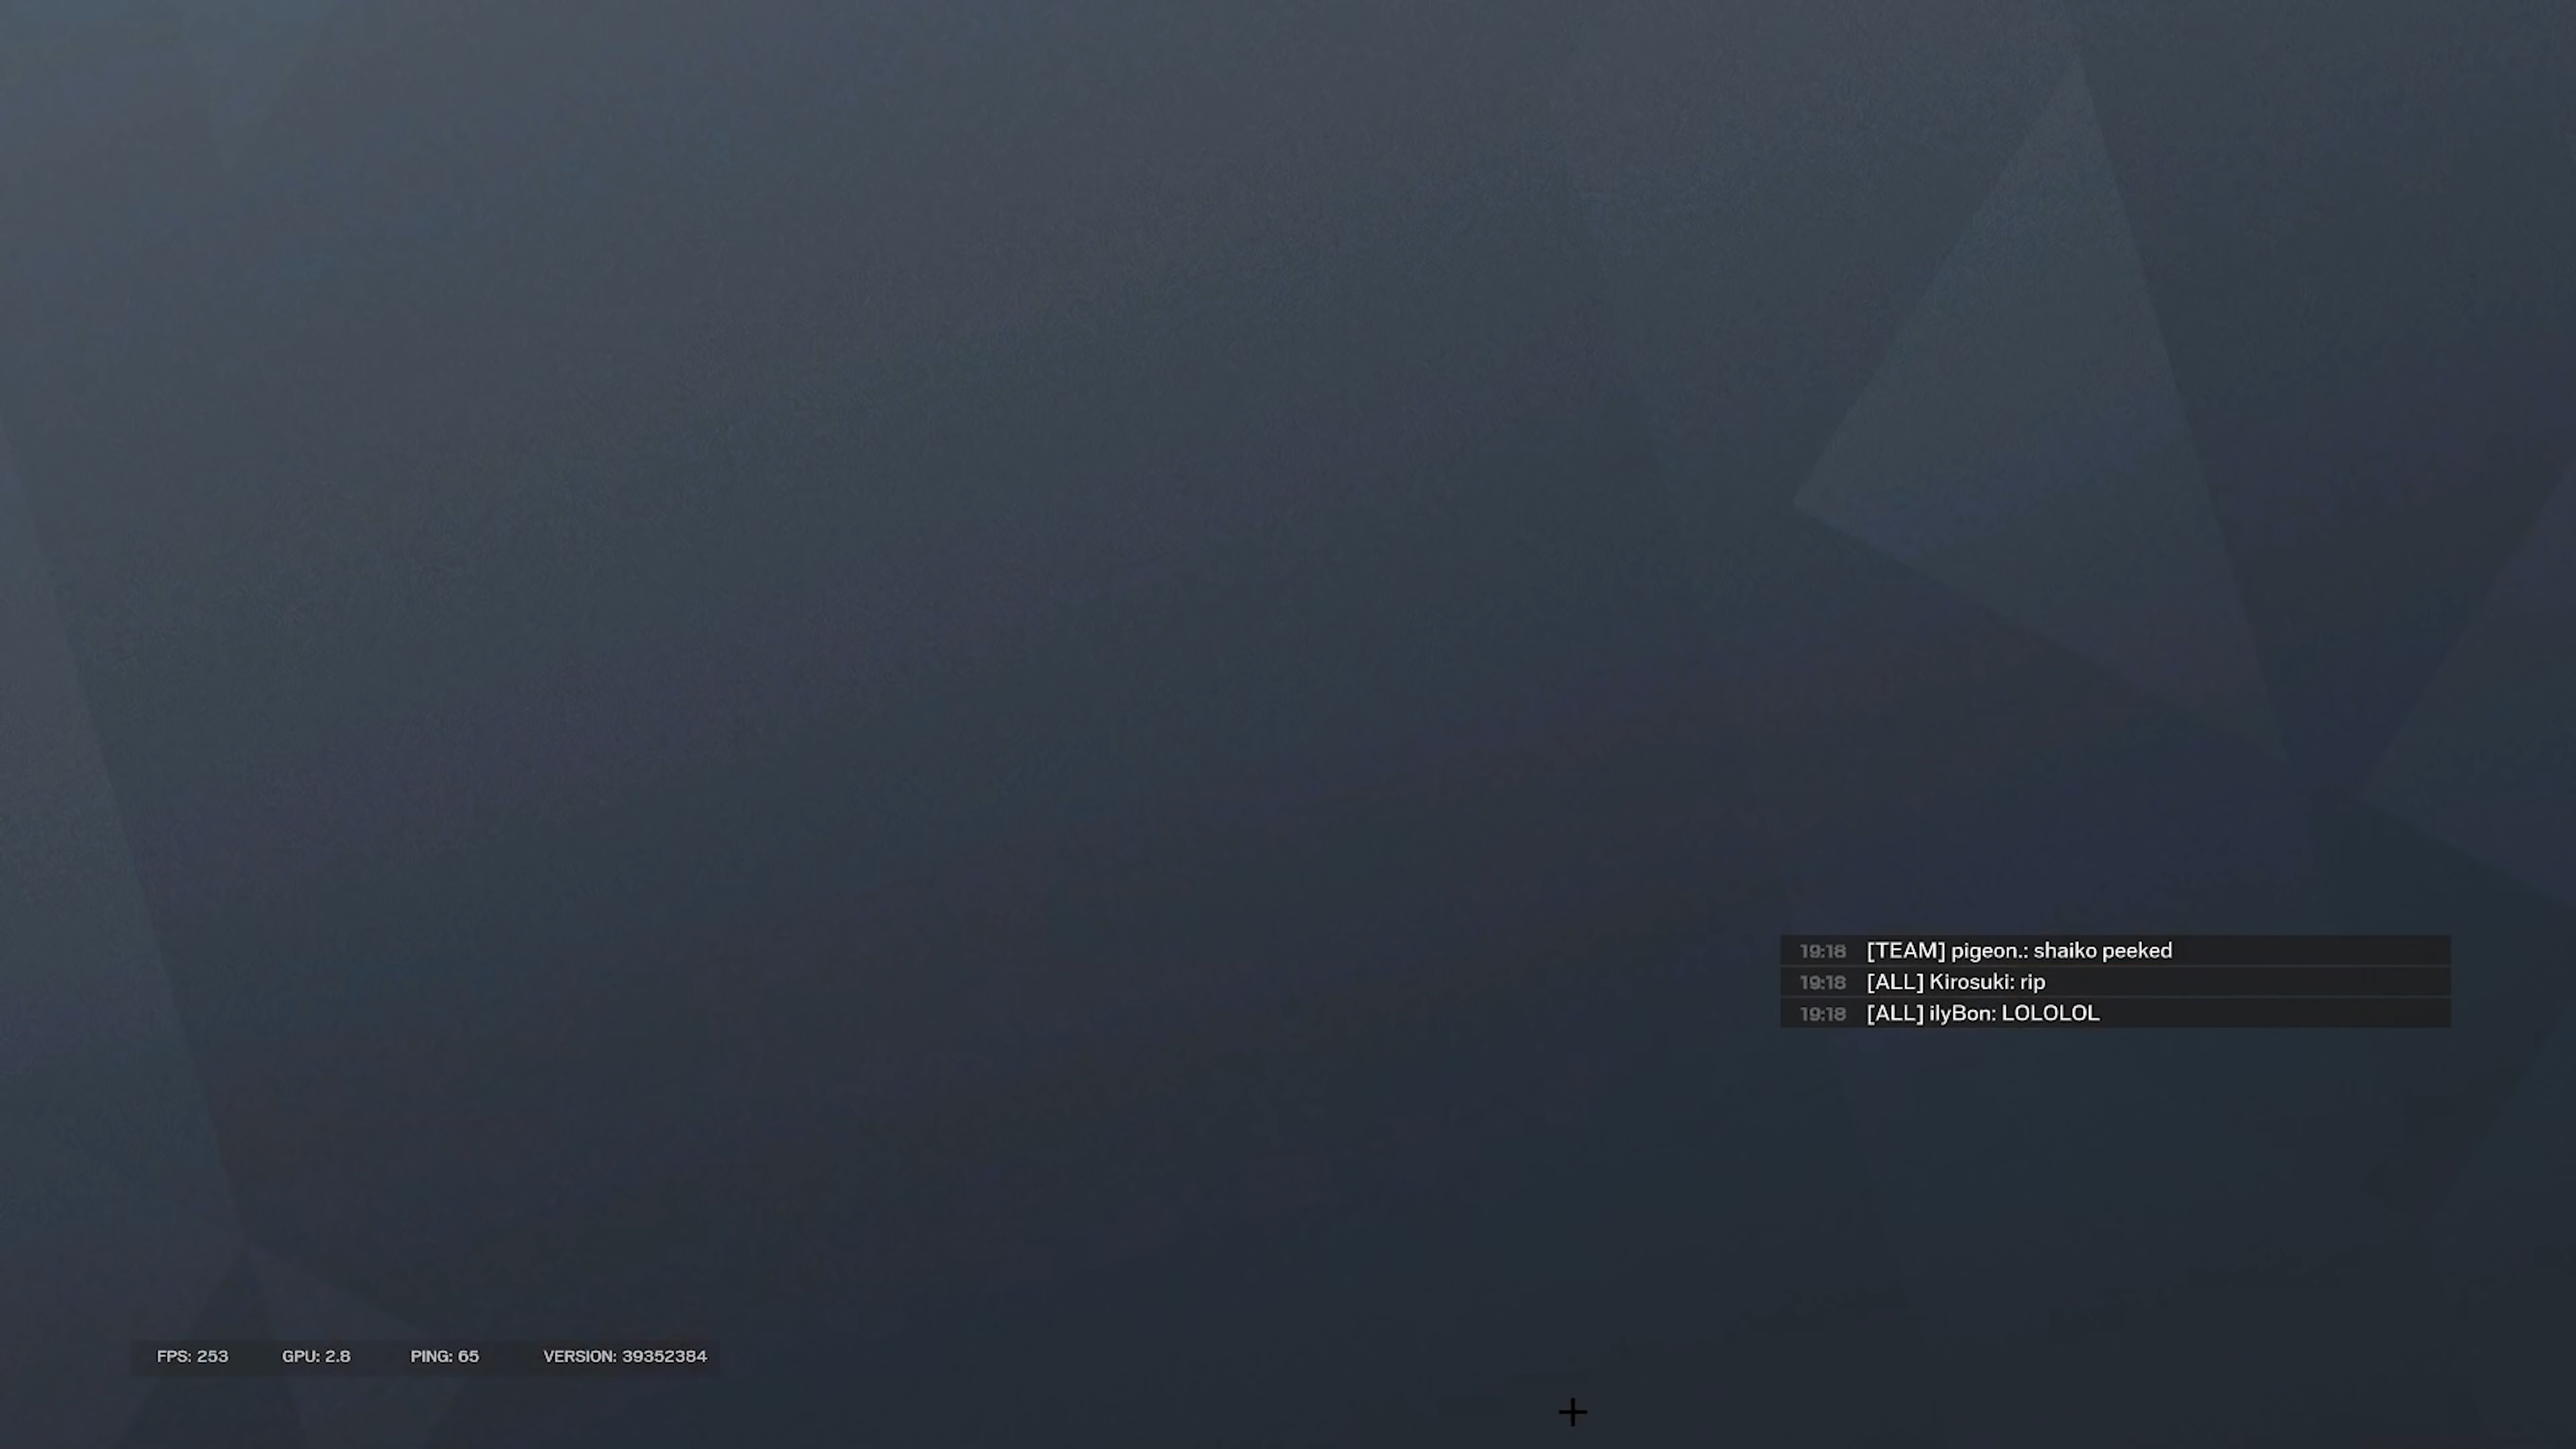 19:18 [TEAM] pigeon.: shaiko peeked
19:18 [ALL] Kirosuki: rip
19:18 [ALL] ilyBon: LOLOLOL
FPS: 253 GPU: 2.8 PING: 65 VERSION: 39352384